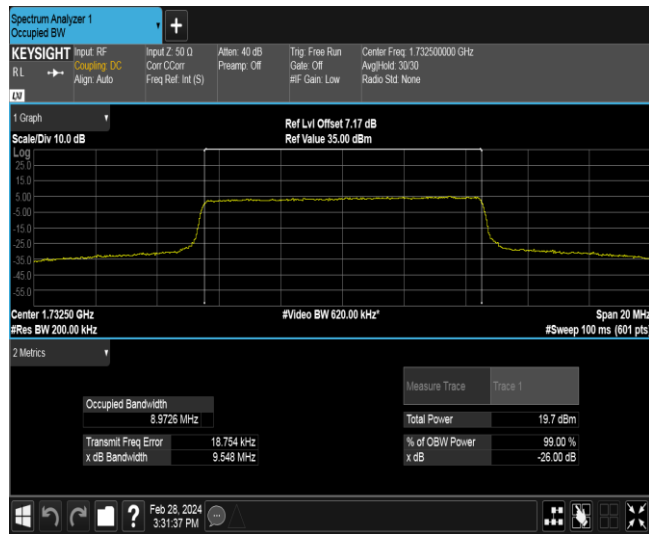 Spectrum Analyzer 1
Occupied BW
+
KEYSIGHT Input: RF Input Z: 50 Ω Atten: 40 dB Trig: Free Run Center Freq: 1.732500000 GHz
RL Coupling: DC Corr CCorr Preamp: Off Gate: Off Avg|Hold: 30/30
Align: Auto Freq Ref: Int (S) #IF Gain: Low Radio Std: None
LXI
1 Graph
Ref Lvl Offset 7.17 dB
Scale/Div 10.0 dB Ref Value 35.00 dBm
Log
25.0
15.0
5.00
-5.00
-15.0
-25.0
-35.0
-45.0
-55.0
Center 1.73250 GHz #Video BW 620.00 kHz* Span 20 MHz
#Res BW 200.00 kHz #Sweep 100 ms (601 pts)
2 Metrics
Measure Trace Trace 1
Occupied Bandwidth
8.9726 MHz Total Power 19.7 dBm
Transmit Freq Error 18.754 kHz % of OBW Power 99.00 %
x dB Bandwidth 9.548 MHz x dB -26.00 dB
? Feb 28, 2024
3:31:37 PM